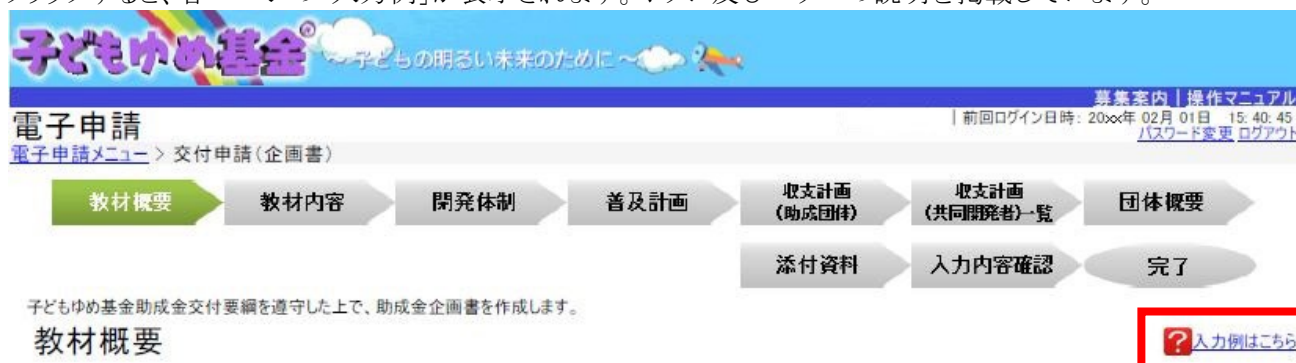 子どもゆめ基金® ～子どもの明るい未来のために～
募集案内 | 操作マニュアル
電子申請
| 前回ログイン日時: 20xx年 02月 01日 15:40:45
パスワード変更 ログアウト
電子申請メニュー > 交付申請(企画書)
教材概要 教材内容 開発体制 普及計画 収支計画(助成団体) 収支計画(共同開発者)一覧 団体概要
添付資料 入力内容確認 完了
子どもゆめ基金助成金交付要綱を遵守した上で、助成金企画書を作成します。
教材概要
?入力例はこちら